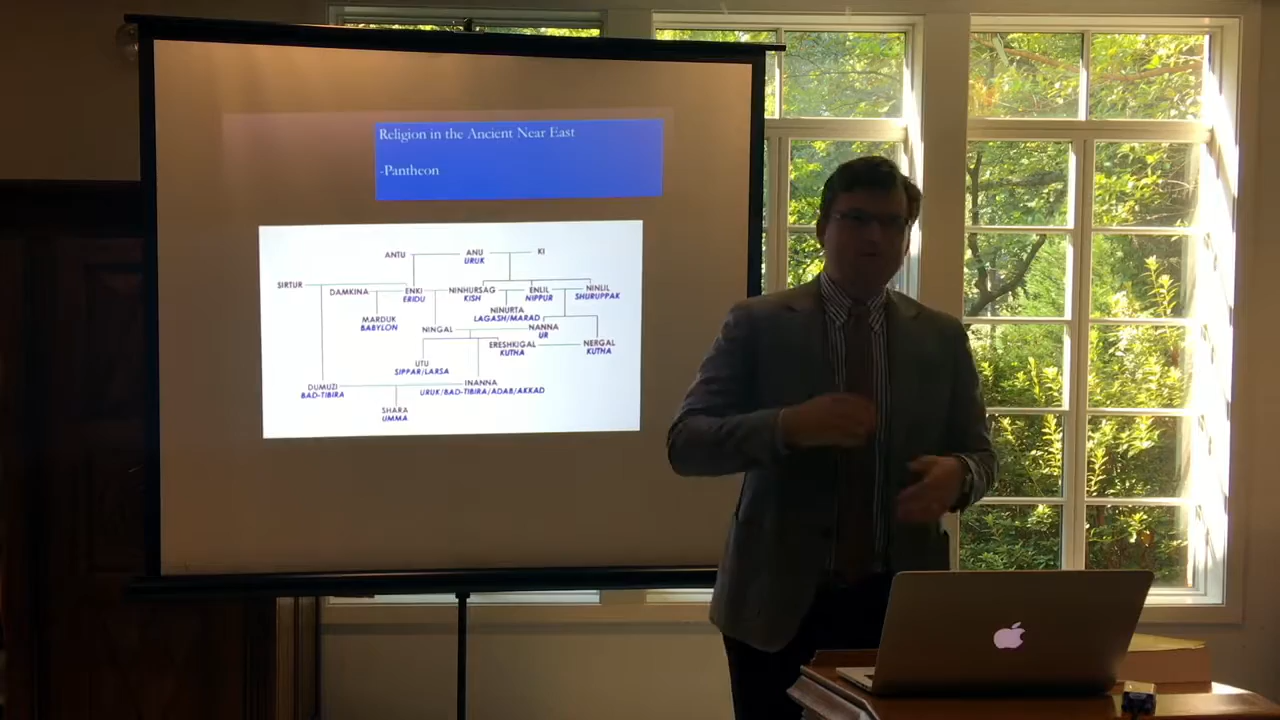 Religion in the Ancient Near East
-Pantheon
ANTU ANU KI
URUK
SIRTUR DAMKINA ENKI NINHURSAG ENLIL NINLIL
ERIDU KISH NIPPUR SHURUPPAK
NINURTA
MARDUK LAGASH/MARAD
BABYLON NINGAL NANNA
UR
ERESHKIGAL NERGAL
KUTHA KUTHA
UTU
SIPPAR/LARSA
DUMUZI INANNA
BAD-TIBIRA URUK/BAD-TIBIRA/ADAB/AKKAD
SHARA
UMMA